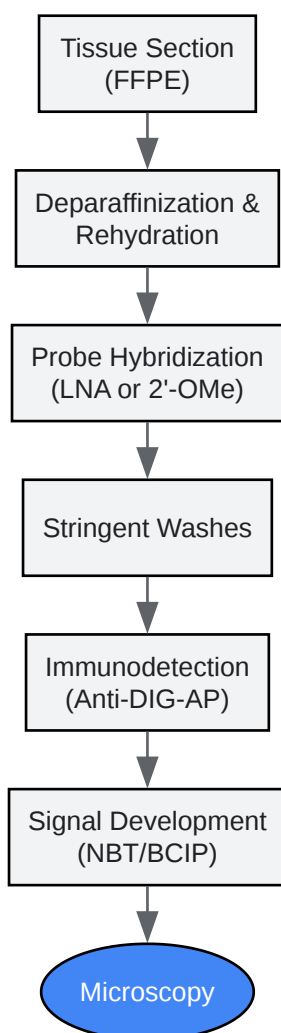 Tissue Section
(FFPE)
Deparaffinization &
Rehydration
Probe Hybridization
(LNA or 2'-OMe)
Stringent Washes
Immunodetection
(Anti-DIG-AP)
Signal Development
(NBT/BCIP)
Microscopy